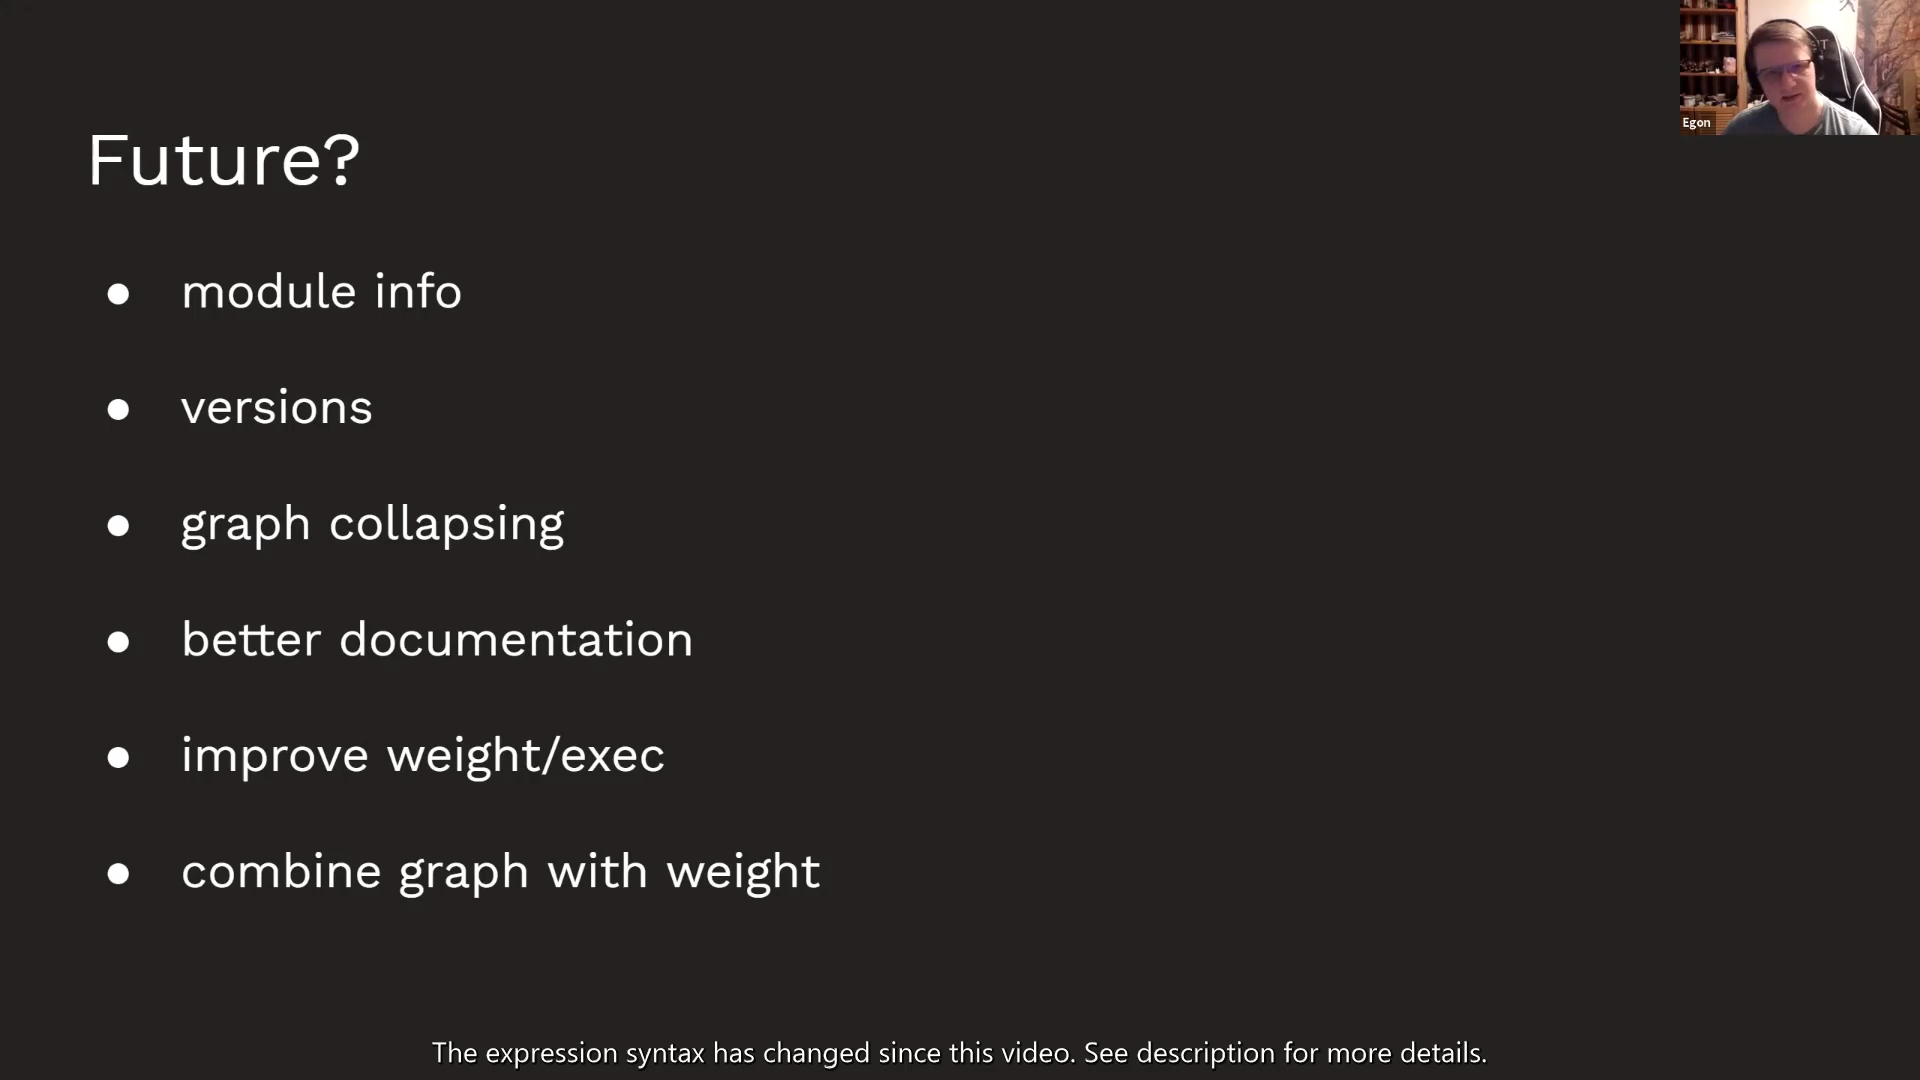 Future?
● module info
● versions
● graph collapsing
● better documentation
● improve weight/exec
● combine graph with weight
Egon
The expression syntax has changed since this video. See description for more details.